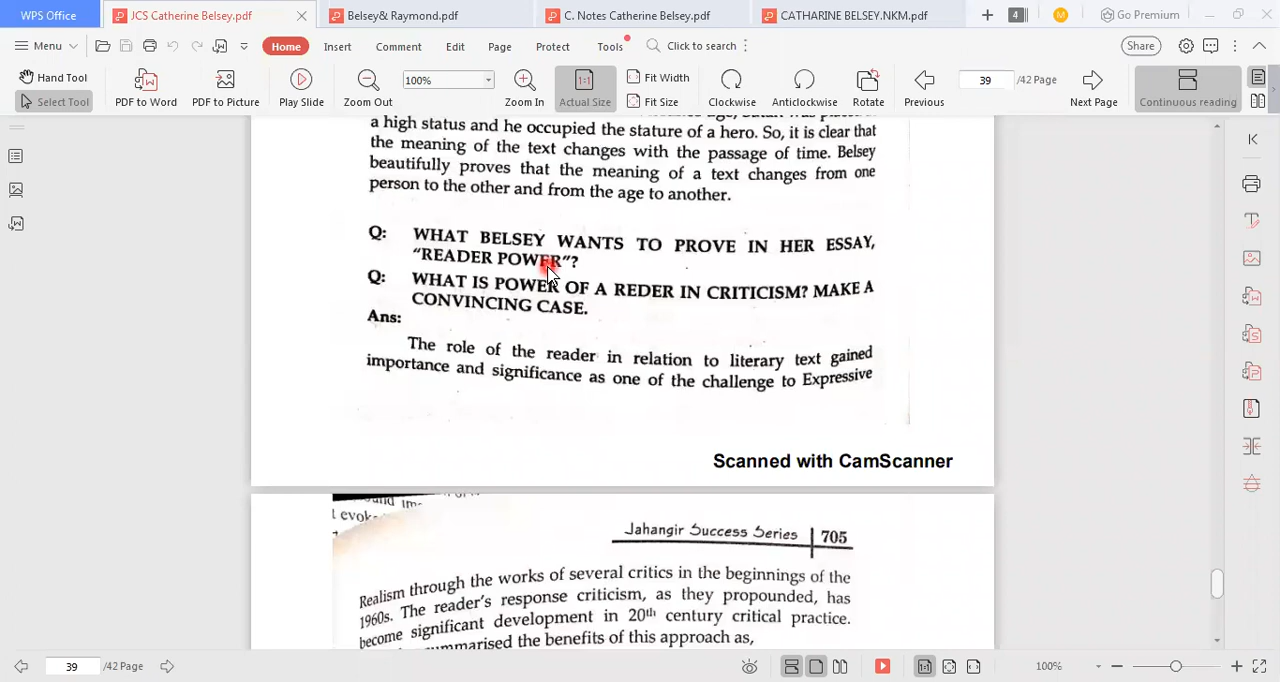 WPS Office
JCS Catherine Belsey.pdf
Belsey& Raymond.pdf
C. Notes Catherine Belsey.pdf
CATHARINE BELSEY.NKM.pdf
4
M
Go Premium
Menu
Home
Insert
Comment
Edit
Page
Protect
Tools
Click to search
Share
Hand Tool
Select Tool
PDF to Word
PDF to Picture
Play Slide
Zoom Out
100%
Zoom In
1:1
Actual Size
Fit Width
Fit Size
Clockwise
Anticlockwise
Rotate
Previous
39
/42 Page
Next Page
Continuous reading
age, Satan was placed
a high status and he occupied the stature of a hero. So, it is clear that
the meaning of the text changes with the passage of time. Belsey
beautifully proves that the meaning of a text changes from one
person to the other and from the age to another.
Q: WHAT BELSEY WANTS TO PROVE IN HER ESSAY,
"READER POWER"?
Q: WHAT IS POWER OF A REDER IN CRITICISM? MAKE A
CONVINCING CASE.
Ans:
The role of the reader in relation to literary text gained
importance and significance as one of the challenge to Expressive
Scanned with CamScanner
Jahangir Success Series 705
Realism through the works of several critics in the beginnings of the
1960s. The reader's response criticism, as they propounded, has
become significant development in 20th century critical practice.
summarised the benefits of this approach as,
39
/42 Page
100%